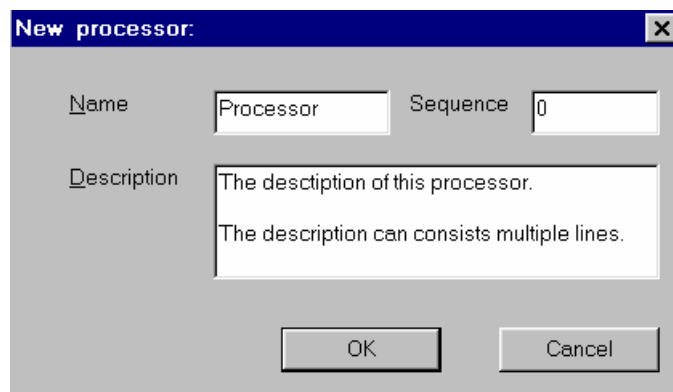 New processor:
Name Processor Sequence 0
Description The desctiption of this processor.
The description can consists multiple lines.
OK Cancel